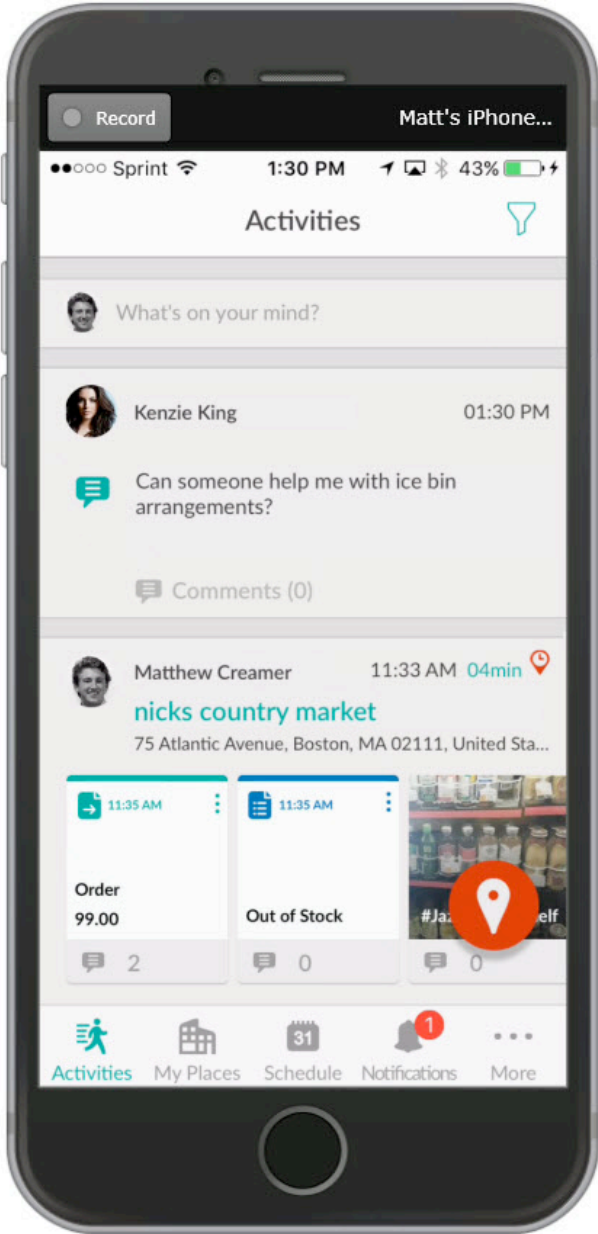 Record
Matt's iPhone...
Sprint 1:30 PM 43%
Activities
What's on your mind?
Kenzie King 01:30 PM
Can someone help me with ice bin
arrangements?
Comments (0)
Matthew Creamer 11:33 AM 04min
nicks country market
75 Atlantic Avenue, Boston, MA 02111, United Sta...
11:35 AM 11:35 AM
Order
99.00 Out of Stock #Ja elf
2 0 0
31 1
Activities My Places Schedule Notifications More